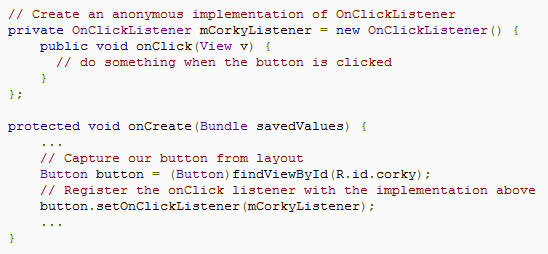 // Create an anonymous implementation of OnClickListener
private OnClickListener mCorkyListener = new OnClickListener() {
    public void onClick(View v) {
      // do something when the button is clicked
    }
};

protected void onCreate(Bundle savedValues) {
    ...
    // Capture our button from layout
    Button button = (Button)findViewById(R.id.corky);
    // Register the onClick listener with the implementation above
    button.setOnClickListener(mCorkyListener);
    ...
}